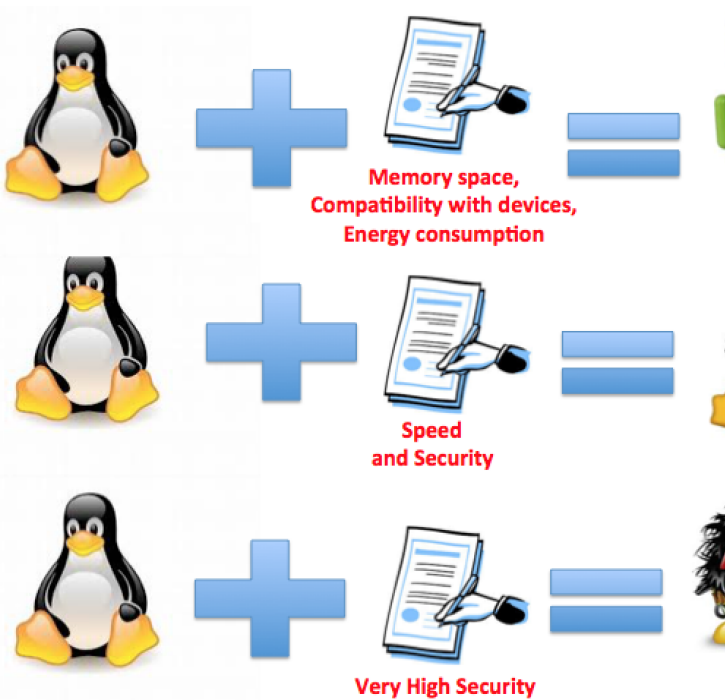 Memory space,
Compatibility with devices,
Energy consumption
Speed
and Security
Very High Security